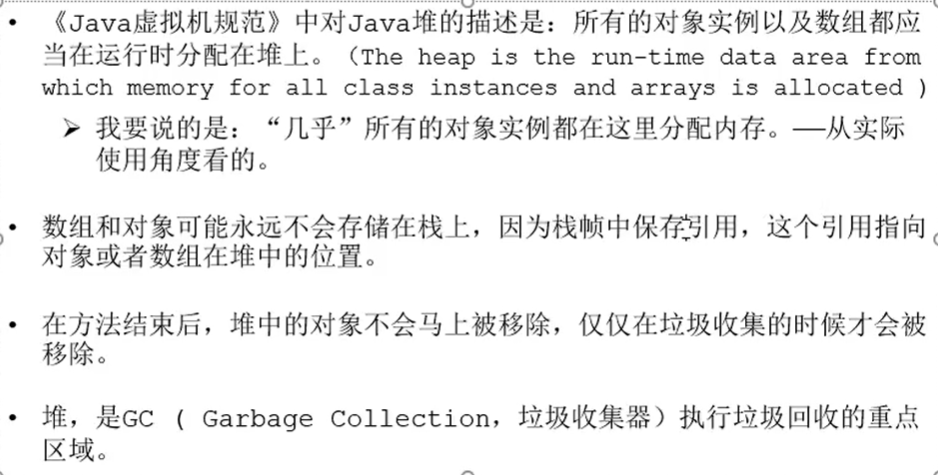 • 《Java虚拟机规范》中对Java堆的描述是：所有的对象实例以及数组都应
当在运行时分配在堆上。（The heap is the run-time data area from
which memory for all class instances and arrays is allocated ）
➤ 我要说的是：“几乎”所有的对象实例都在这里分配内存。——从实际
使用角度看的。
• 数组和对象可能永远不会存储在栈上，因为栈帧中保存引用，这个引用指向
对象或者数组在堆中的位置。
• 在方法结束后，堆中的对象不会马上被移除，仅仅在垃圾收集的时候才会被
移除。
• 堆，是GC ( Garbage Collection，垃圾收集器）执行垃圾回收的重点
区域。